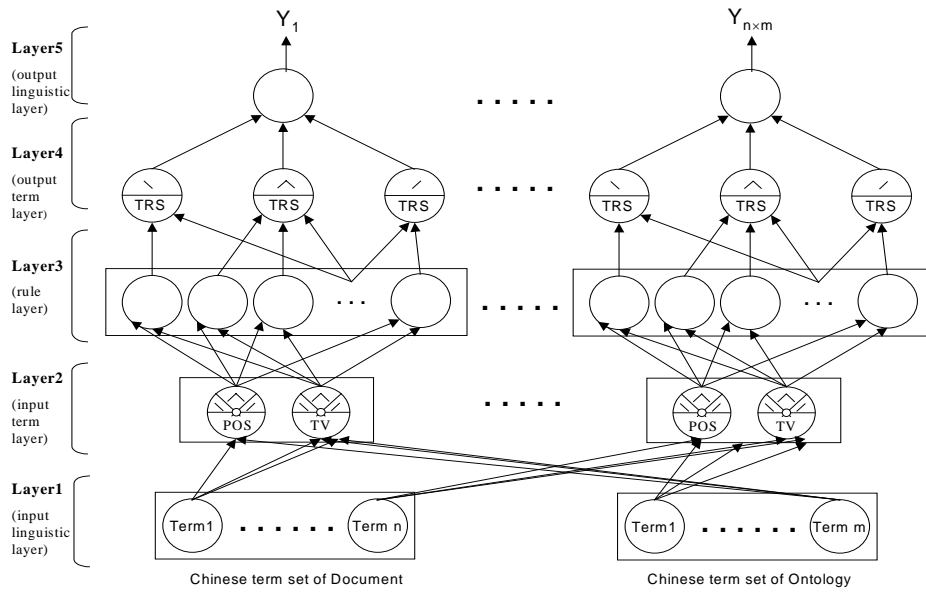 Y1 Yn×m
Layer5
(output
linguistic
layer)
. . . . .
Layer4
(output
term
layer)
TRS TRS TRS . . . . . TRS TRS TRS
Layer3
(rule
layer)
. . . . . . . . . . .
Layer2
(input
term
layer)
POS TV . . . . . POS TV
Layer1
(input
linguistic
layer)
Term1 . . . . . . Term n Term1 . . . . . . Term m
Chinese term set of Document Chinese term set of Ontology